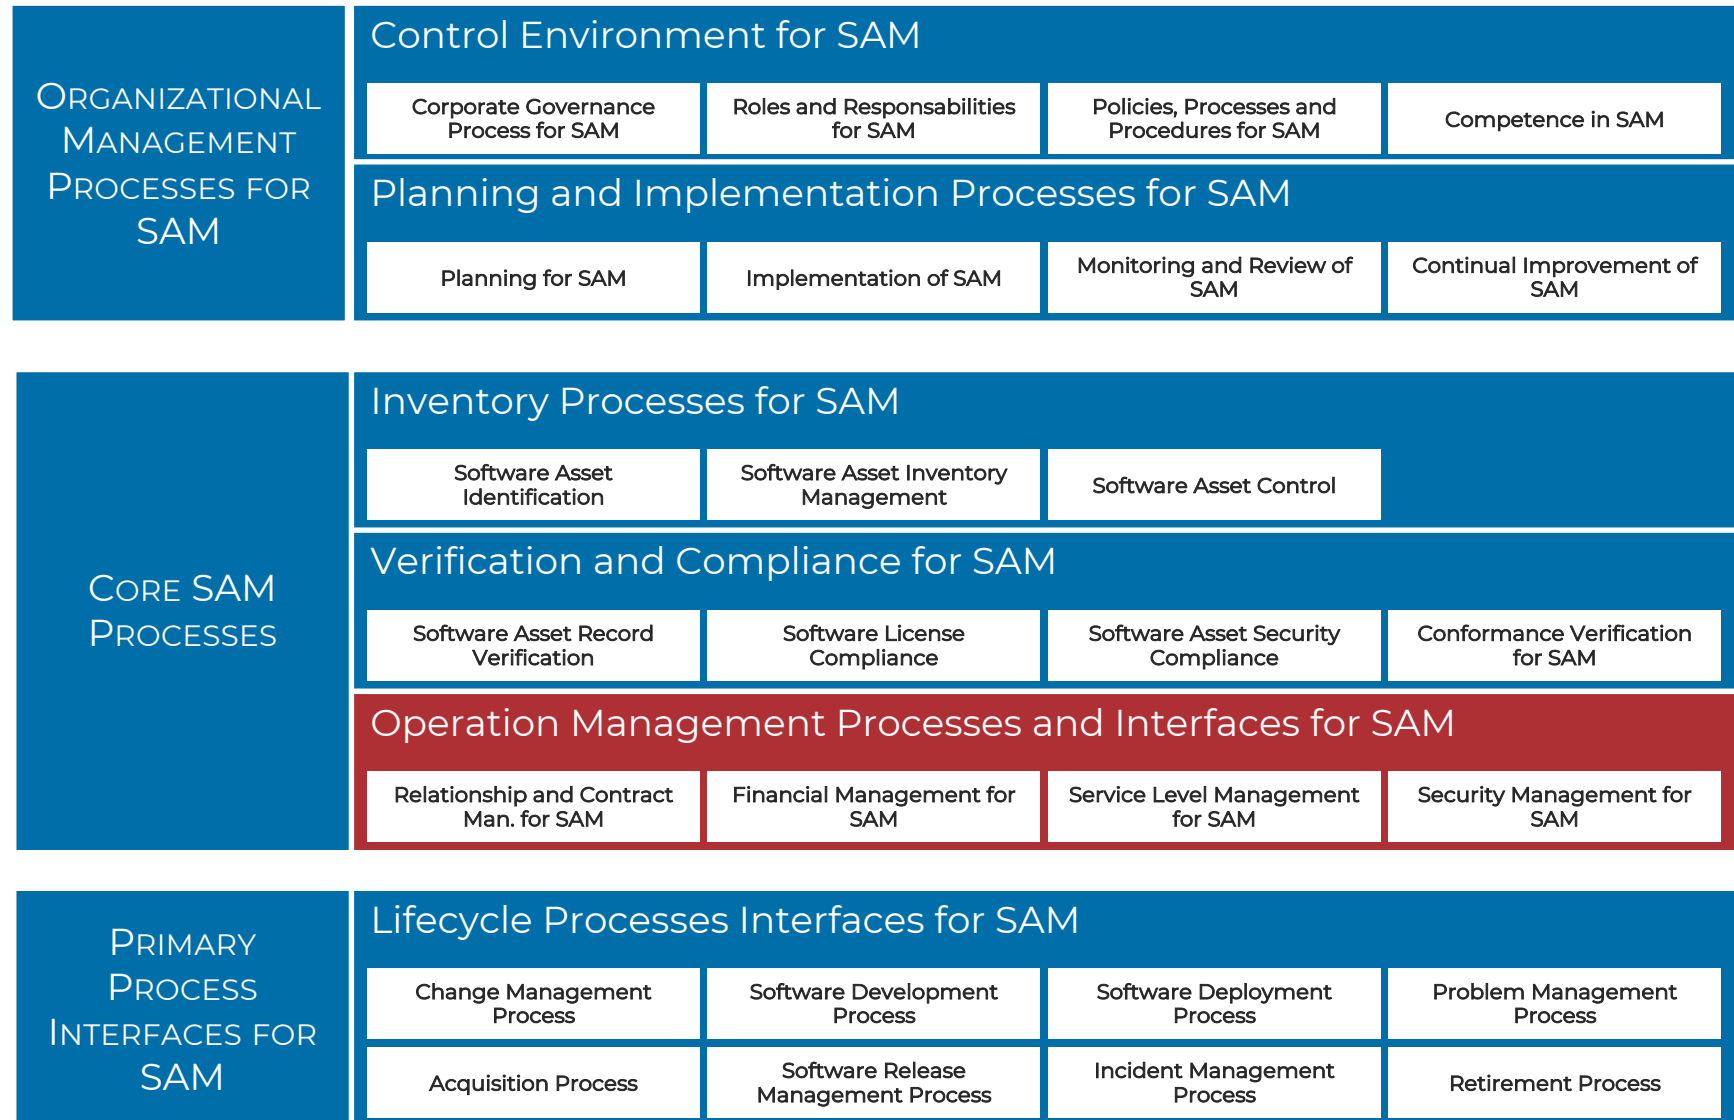 ORGANIZATIONAL
MANAGEMENT
PROCESSES FOR
SAM
Control Environment for SAM
Corporate Governance
Process for SAM
Roles and Responsabilities
for SAM
Policies, Processes and
Procedures for SAM
Competence in SAM
Planning and Implementation Processes for SAM
Planning for SAM
Implementation of SAM
Monitoring and Review of
SAM
Continual Improvement of
SAM
CORE SAM
PROCESSES
Inventory Processes for SAM
Software Asset
Identification
Software Asset Inventory
Management
Software Asset Control
Verification and Compliance for SAM
Software Asset Record
Verification
Software License
Compliance
Software Asset Security
Compliance
Conformance Verification
for SAM
Operation Management Processes and Interfaces for SAM
Relationship and Contract
Man. for SAM
Financial Management for
SAM
Service Level Management
for SAM
Security Management for
SAM
PRIMARY
PROCESS
INTERFACES FOR
SAM
Lifecycle Processes Interfaces for SAM
Change Management
Process
Software Development
Process
Software Deployment
Process
Problem Management
Process
Acquisition Process
Software Release
Management Process
Incident Management
Process
Retirement Process